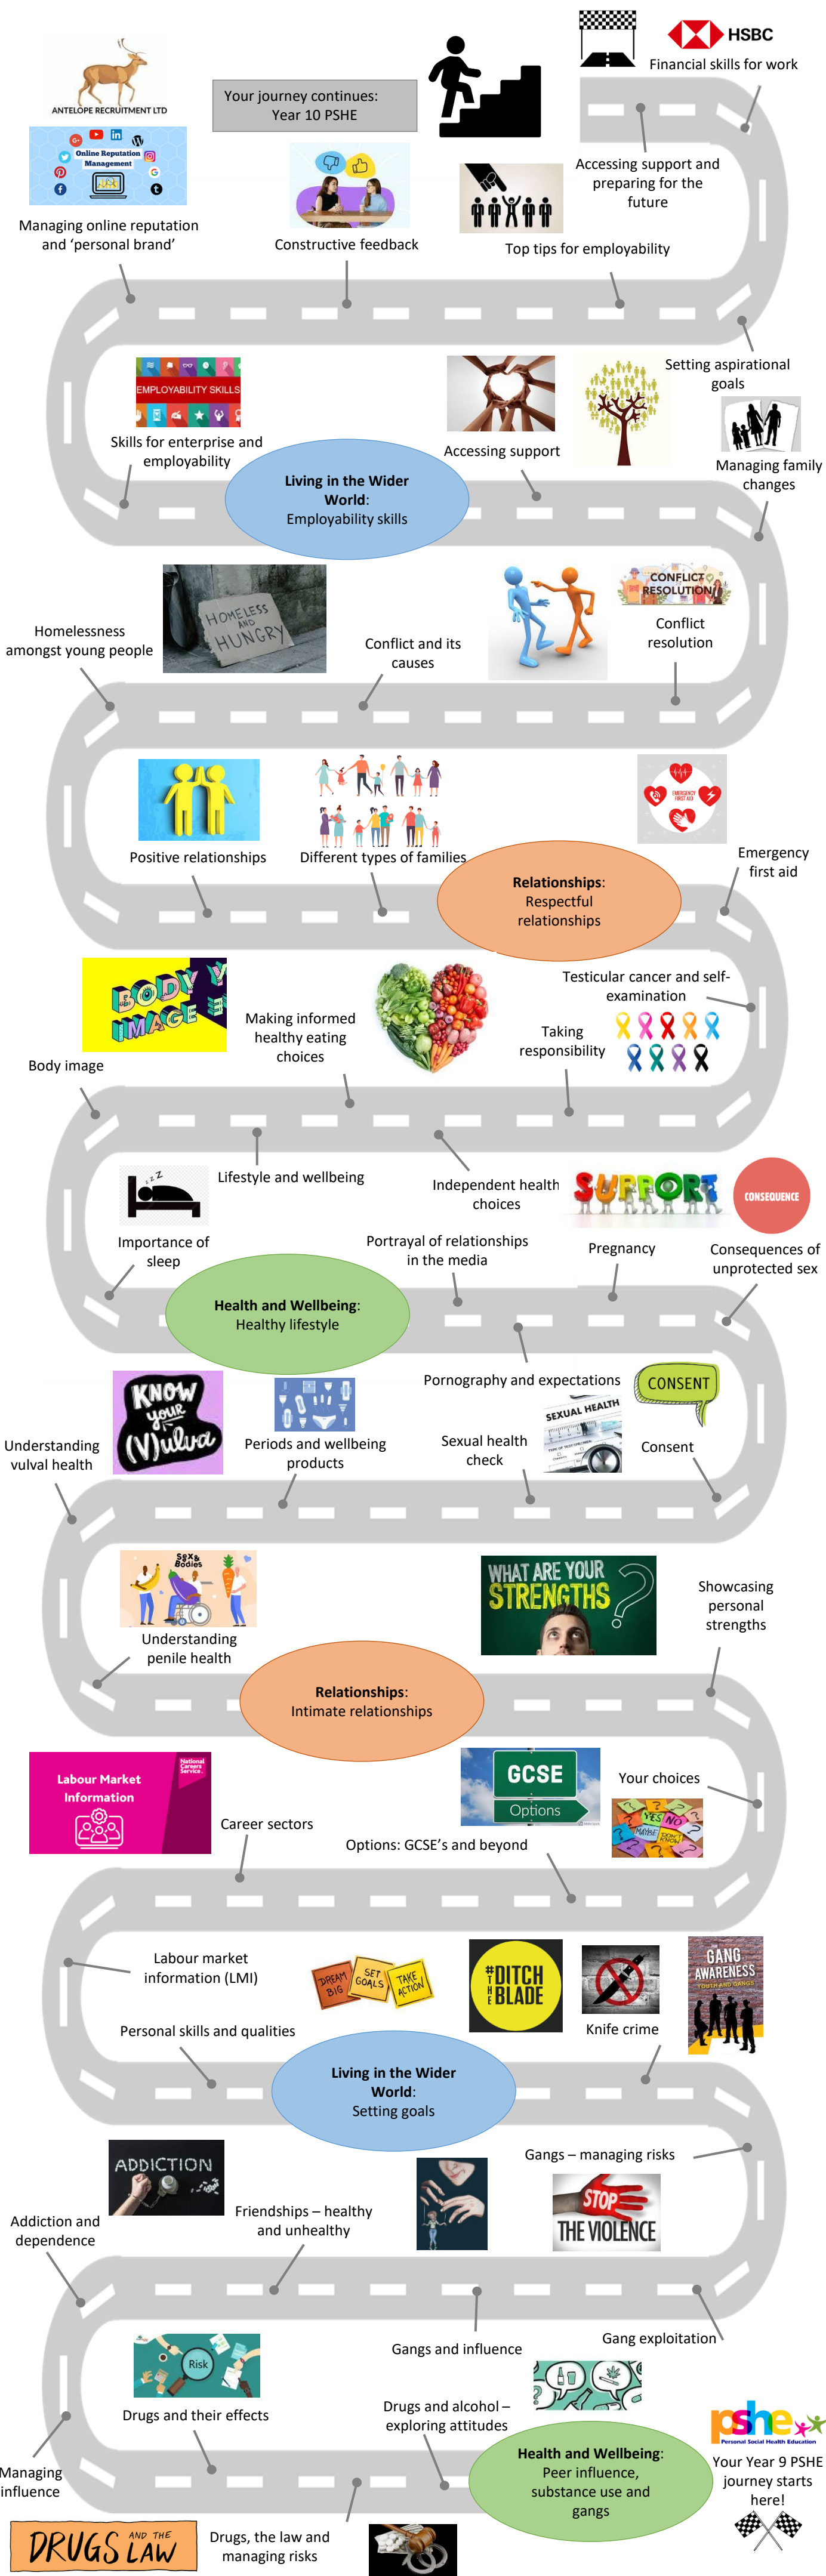 HSBC
Financial skills for work
ANTELOPE RECRUITMENT LTD
Your journey continues:
Year 10 PSHE
Online Reputation
Management
Managing online reputation
and ‘personal brand’
Constructive feedback
Top tips for employability
Accessing support and
preparing for the
future
EMPLOYABILITY SKILLS
Skills for enterprise and
employability
Living in the Wider
World:
Employability skills
Accessing support
Setting aspirational
goals
Managing family
changes
Homelessness
amongst young people
HOMELESS
AND
HUNGRY
Conflict and its
causes
CONFLICT
RESOLUTION
Conflict
resolution
Positive relationships
Different types of families
Relationships:
Respectful
relationships
EMERGENCY
FIRST AID
Emergency
first aid
BODY
IMAGE
Body image
Making informed
healthy eating
choices
Testicular cancer and self-
examination
Taking
responsibility
Lifestyle and wellbeing
Independent health
choices
zzZ
Importance of
sleep
Health and Wellbeing:
Healthy lifestyle
Portrayal of relationships
in the media
SUPPORT
Pregnancy
CONSEQUENCE
Consequences of
unprotected sex
Pornography and expectations
CONSENT
Consent
SEXUAL HEALTH
Sexual health
check
Periods and wellbeing
products
KNOW
YOUR
(V)ulva
Understanding
vulval health
Sex&
Bodies
Understanding
penile health
Relationships:
Intimate relationships
WHAT ARE YOUR
STRENGTHS?
Showcasing
personal
strengths
National
Careers
Service
Labour Market
Information
Career sectors
GCSE
Options
Options: GCSE’s and beyond
Your choices
YES
NO
MAYBE
DON'T
KNOW
Labour market
information (LMI)
Personal skills and qualities
DREAM
BIG
SET
GOALS
TAKE
ACTION
Living in the Wider
World:
Setting goals
#DITCH
THE
BLADE
Knife crime
GANG
AWARENESS
YOUTH AND GANGS
Gangs – managing risks
STOP
THE VIOLENCE
ADDICTION
Addiction and
dependence
Friendships – healthy
and unhealthy
Gangs and influence
Gang exploitation
Risk
Drugs and their effects
Managing
influence
Drugs and alcohol –
exploring attitudes
Health and Wellbeing:
Peer influence,
substance use and
gangs
pshe
Personal Social Health Education
Your Year 9 PSHE
journey starts
here!
DRUGS AND THE LAW
Drugs, the law and
managing risks